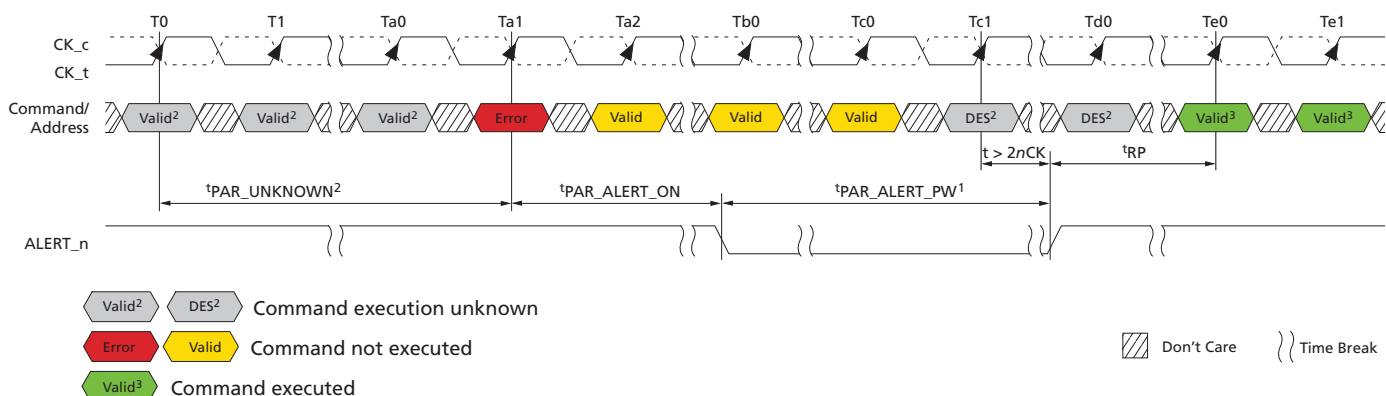 T0 T1 Ta0 Ta1 Ta2 Tb0 Tc0 Tc1 Td0 Te0 Te1
CK_c
CK_t
Command/
Address
Valid² Valid² Valid² Error Valid Valid Valid DES² DES² Valid³ Valid³
t > 2nCK
tRP
tPAR_UNKNOWN²
tPAR_ALERT_ON
tPAR_ALERT_PW¹
ALERT_n
Valid² DES² Command execution unknown
Error Valid Command not executed
Don't Care
Time Break
Valid³ Command executed